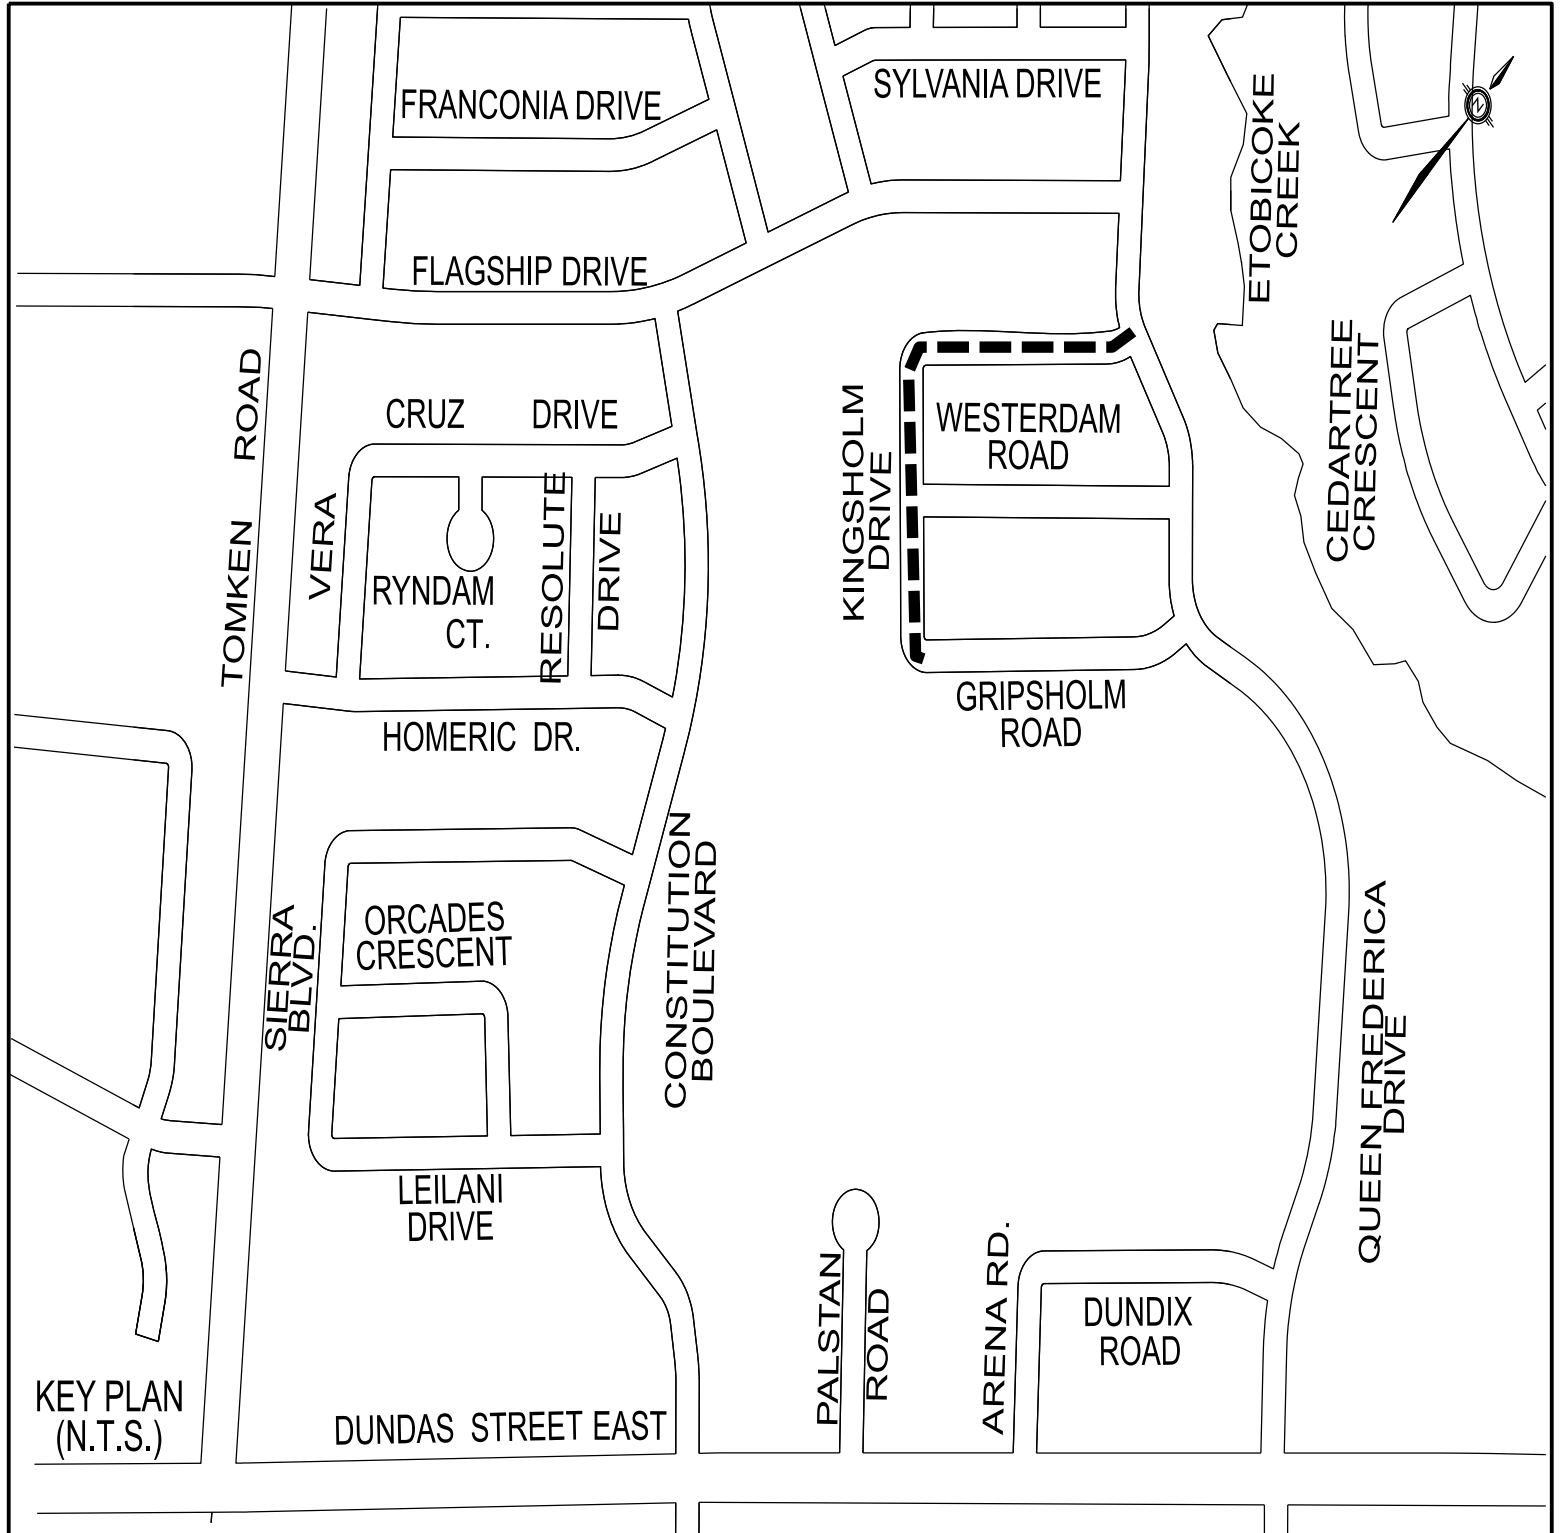 FRANCONIA DRIVE
SYLVANIA DRIVE
ETOBICOKE
CREEK
N
FLAGSHIP DRIVE
TOMKEN ROAD
CRUZ DRIVE
VERA
RYNDAM
CT.
RESOLUTE
DRIVE
HOMERIC DR.
KINGSHOLM
DRIVE
WESTERDAM
ROAD
GRIPSHOLM
ROAD
CEDARTREE
CRESCENT
SIERRA
BLVD.
ORCADES
CRESCENT
CONSTITUTION
BOULEVARD
QUEEN FREDERICA
DRIVE
LEILANI
DRIVE
PALSTAN
ROAD
ARENA RD.
DUNDIX
ROAD
KEY PLAN
(N.T.S.)
DUNDAS STREET EAST